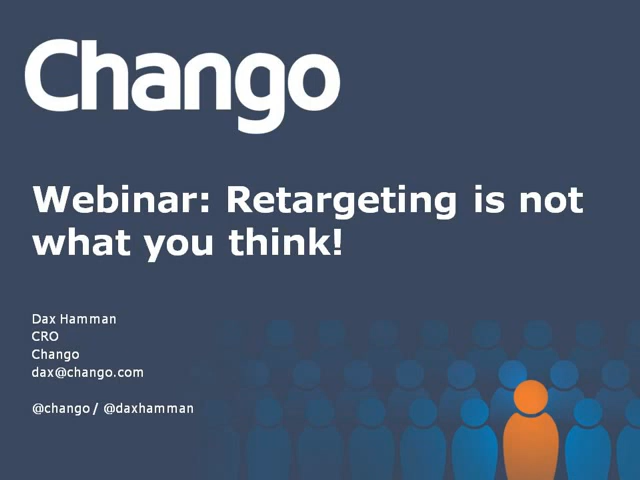 Chango
Webinar: Retargeting is not
what you think!
Dax Hamman
CRO
Chango
dax@chango.com
@chango / @daxhamman